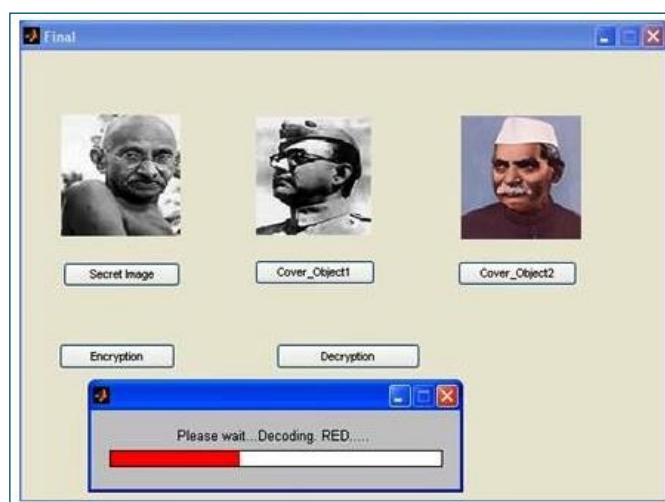 Final
Secret Image
Cover_Object1
Cover_Object2
Encryption
Decryption
Please wait...Decoding. RED.....